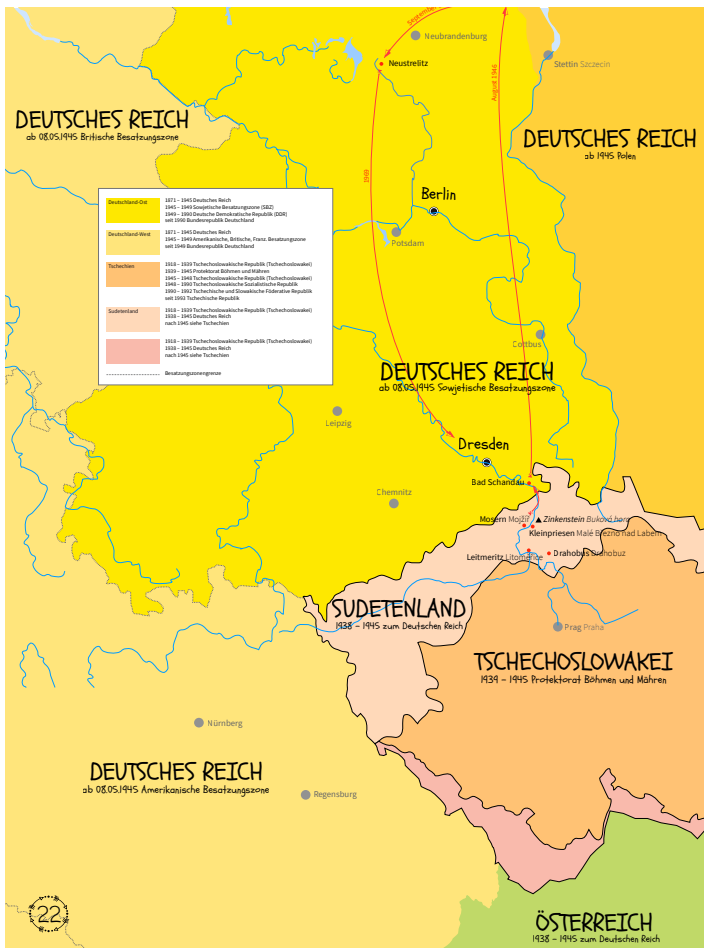 September
Neubrandenburg
Neustrelitz
Stettin Szczecin
August 1946
DEUTSCHES REICH
ab 08.05.1945 Britische Besatzungszone
DEUTSCHES REICH
ab 1945 Polen
1989
Berlin
Potsdam
Deutschland-Ost
1871 – 1945 Deutsches Reich
1945 – 1949 Sowjetische Besatzungszone (SBZ)
1949 – 1990 Deutsche Demokratische Republik (DDR)
seit 1990 Bundesrepublik Deutschland
Deutschland-West
1871 – 1945 Deutsches Reich
1945 – 1949 Amerikanische, Britische, Franz. Besatzungszone
seit 1949 Bundesrepublik Deutschland
Tschechien
1918 – 1939 Tschechoslowakische Republik (Tschechoslowakei)
1939 – 1945 Protektorat Böhmen und Mähren
1945 – 1948 Tschechoslowakische Republik (Tschechoslowakei)
1948 – 1990 Tschechoslowakische Sozialistische Republik
1990 – 1992 Tschechische und Slowakische Föderative Republik
seit 1993 Tschechische Republik
Sudetenland
1918 – 1939 Tschechoslowakische Republik (Tschechoslowakei)
1938 – 1945 Deutsches Reich
nach 1945 siehe Tschechien
1918 – 1939 Tschechoslowakische Republik (Tschechoslowakei)
1938 – 1945 Deutsches Reich
nach 1945 siehe Tschechien
Besatzungszonengrenze
Cottbus
DEUTSCHES REICH
ab 08.05.1945 Sowjetische Besatzungszone
Leipzig
Dresden
Bad Schandau
Chemnitz
Mosern Mojžíř
Zinkenstein Buková hora
Kleinpriesen Malé Březno nad Labem
Leitmeritz Litoměřice
Drahobus Drahobuz
SUDETENLAND
1938 – 1945 zum Deutschen Reich
Prag Praha
TSCHECHOSLOWAKEI
1939 – 1945 Protektorat Böhmen und Mähren
Nürnberg
DEUTSCHES REICH
ab 08.05.1945 Amerikanische Besatzungszone
Regensburg
22
ÖSTERREICH
1938 – 1945 zum Deutschen Reich